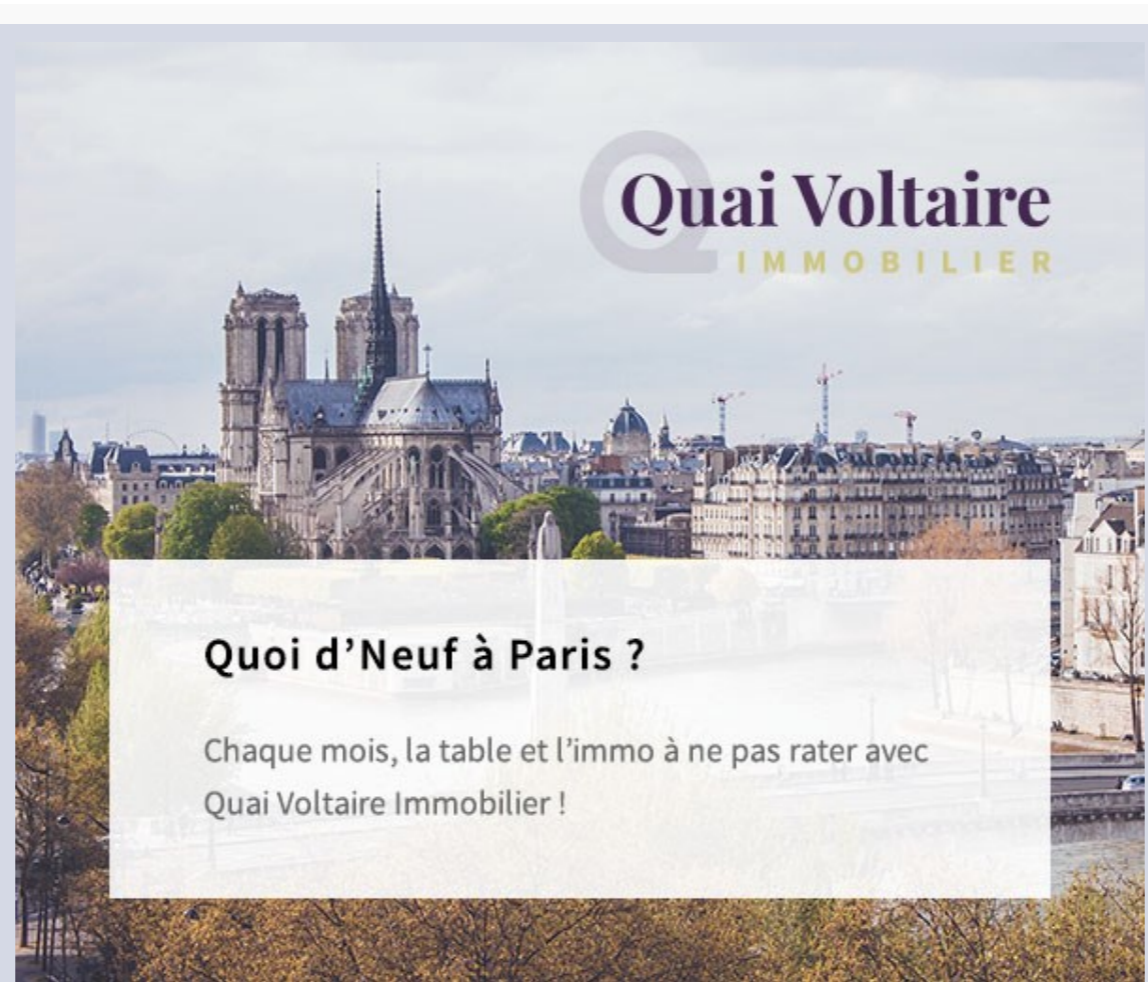 Quai Voltaire
IMMOBILIER
Quoi d’Neuf à Paris ?
Chaque mois, la table et l’immo à ne pas rater avec
Quai Voltaire Immobilier !